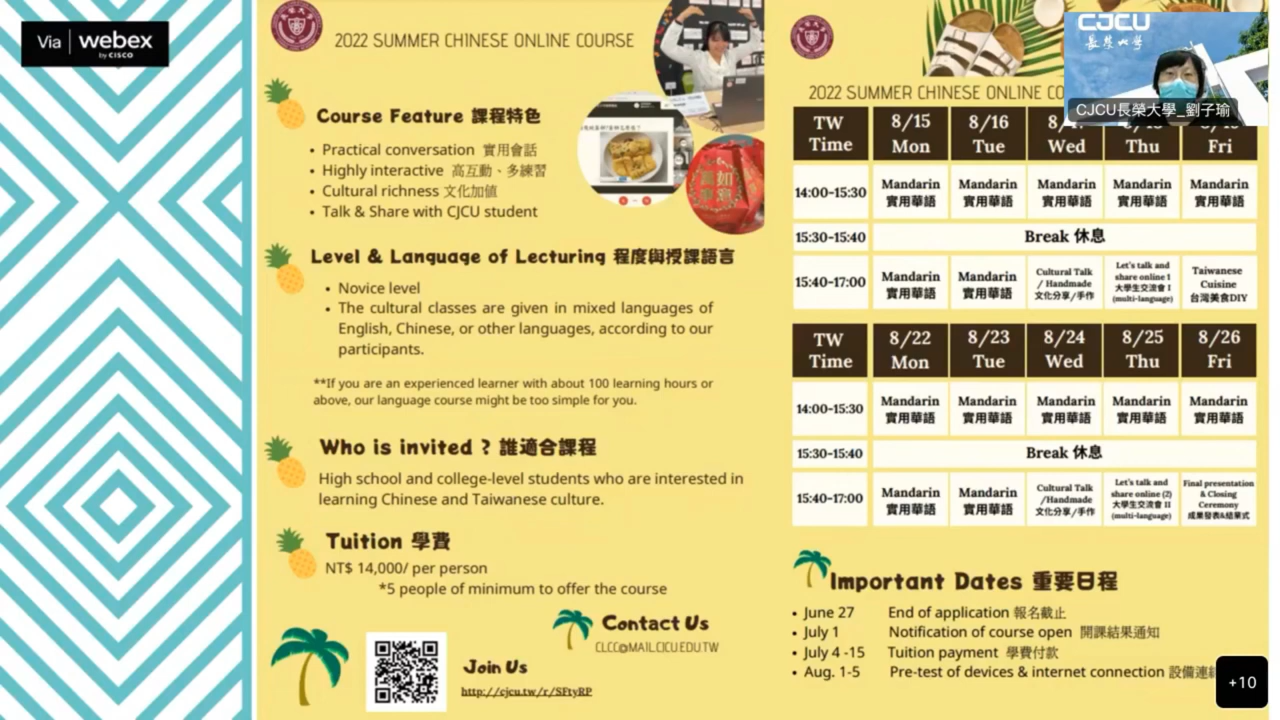 Via webex
by CISCO
2022 SUMMER CHINESE ONLINE COURSE
Course Feature 課程特色
• Practical conversation 實用會話
• Highly interactive 高互動、多練習
• Cultural richness 文化加值
• Talk & Share with CJCU student
Level & Language of Lecturing 程度與授課語言
• Novice level
• The cultural classes are given in mixed languages of
English, Chinese, or other languages, according to our
participants.
**If you are an experienced learner with about 100 learning hours or
above, our language course might be too simple for you.
Who is invited ? 誰適合課程
High school and college-level students who are interested in
learning Chinese and Taiwanese culture.
Tuition 學費
NT$ 14,000/ per person
*5 people of minimum to offer the course
Contact Us
CLCC@MAIL.CJCU.EDU.TW
Join Us
http://cjcu.tw/r/SFtyRP
CJCU
長榮大學
CJCU長榮大學_劉子瑜
2022 SUMMER CHINESE ONLINE CO
TW Time 8/15 Mon 8/16 Tue Wed Thu Fri
14:00-15:30 Mandarin 實用華語 Mandarin 實用華語 Mandarin 實用華語 Mandarin 實用華語 Mandarin 實用華語
15:30-15:40 Break 休息
15:40-17:00 Mandarin 實用華語 Mandarin 實用華語 Cultural Talk / Handmade 文化分享/手作 Let's talk and share online 1 大學生交流會 I (multi-language) Taiwanese Cuisine 台灣美食DIY
TW Time 8/22 Mon 8/23 Tue 8/24 Wed 8/25 Thu 8/26 Fri
14:00-15:30 Mandarin 實用華語 Mandarin 實用華語 Mandarin 實用華語 Mandarin 實用華語 Mandarin 實用華語
15:30-15:40 Break 休息
15:40-17:00 Mandarin 實用華語 Mandarin 實用華語 Cultural Talk /Handmade 文化分享/手作 Let's talk and share online (2) 大學生交流會 II (multi-language) Final presentation & Closing Ceremony 成果發表&結業式
Important Dates 重要日程
• June 27 End of application 報名截止
• July 1 Notification of course open 開課結果通知
• July 4 -15 Tuition payment 學費付款
• Aug. 1-5 Pre-test of devices & internet connection 設備連
+10